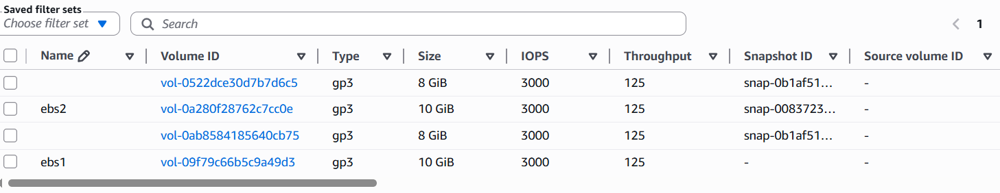 Saved filter sets
Choose filter set Search 1
Name Volume ID Type Size IOPS Throughput Snapshot ID Source volume ID
vol-0522dce30d7b7d6c5 gp3 8 GiB 3000 125 snap-0b1af51... -
ebs2 vol-0a280f28762c7cc0e gp3 10 GiB 3000 125 snap-0083723... -
vol-0ab8584185640cb75 gp3 8 GiB 3000 125 snap-0b1af51... -
ebs1 vol-09f79c66b5c9a49d3 gp3 10 GiB 3000 125 - -